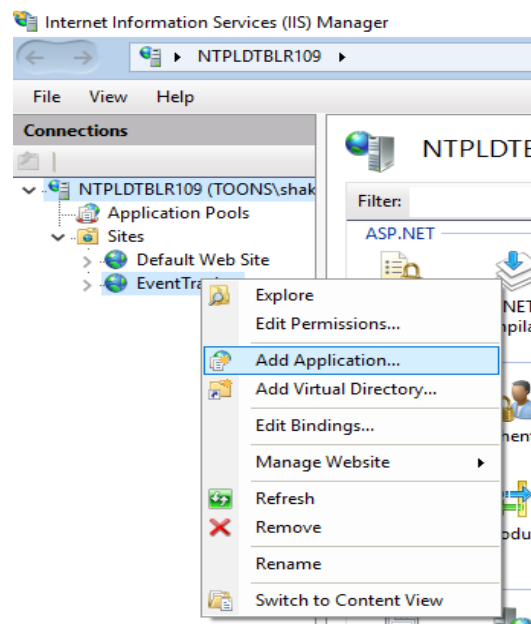 Internet Information Services (IIS) Manager
NTPLDTBLR109
File View Help
Connections
NTPLDTBLR109 (TOONS\shak
Application Pools
Sites
Default Web Site
EventTra
NTPLDTB
Filter:
ASP.NET
Explore
Edit Permissions...
Add Application...
Add Virtual Directory...
Edit Bindings...
Manage Website
Refresh
Remove
Rename
Switch to Content View